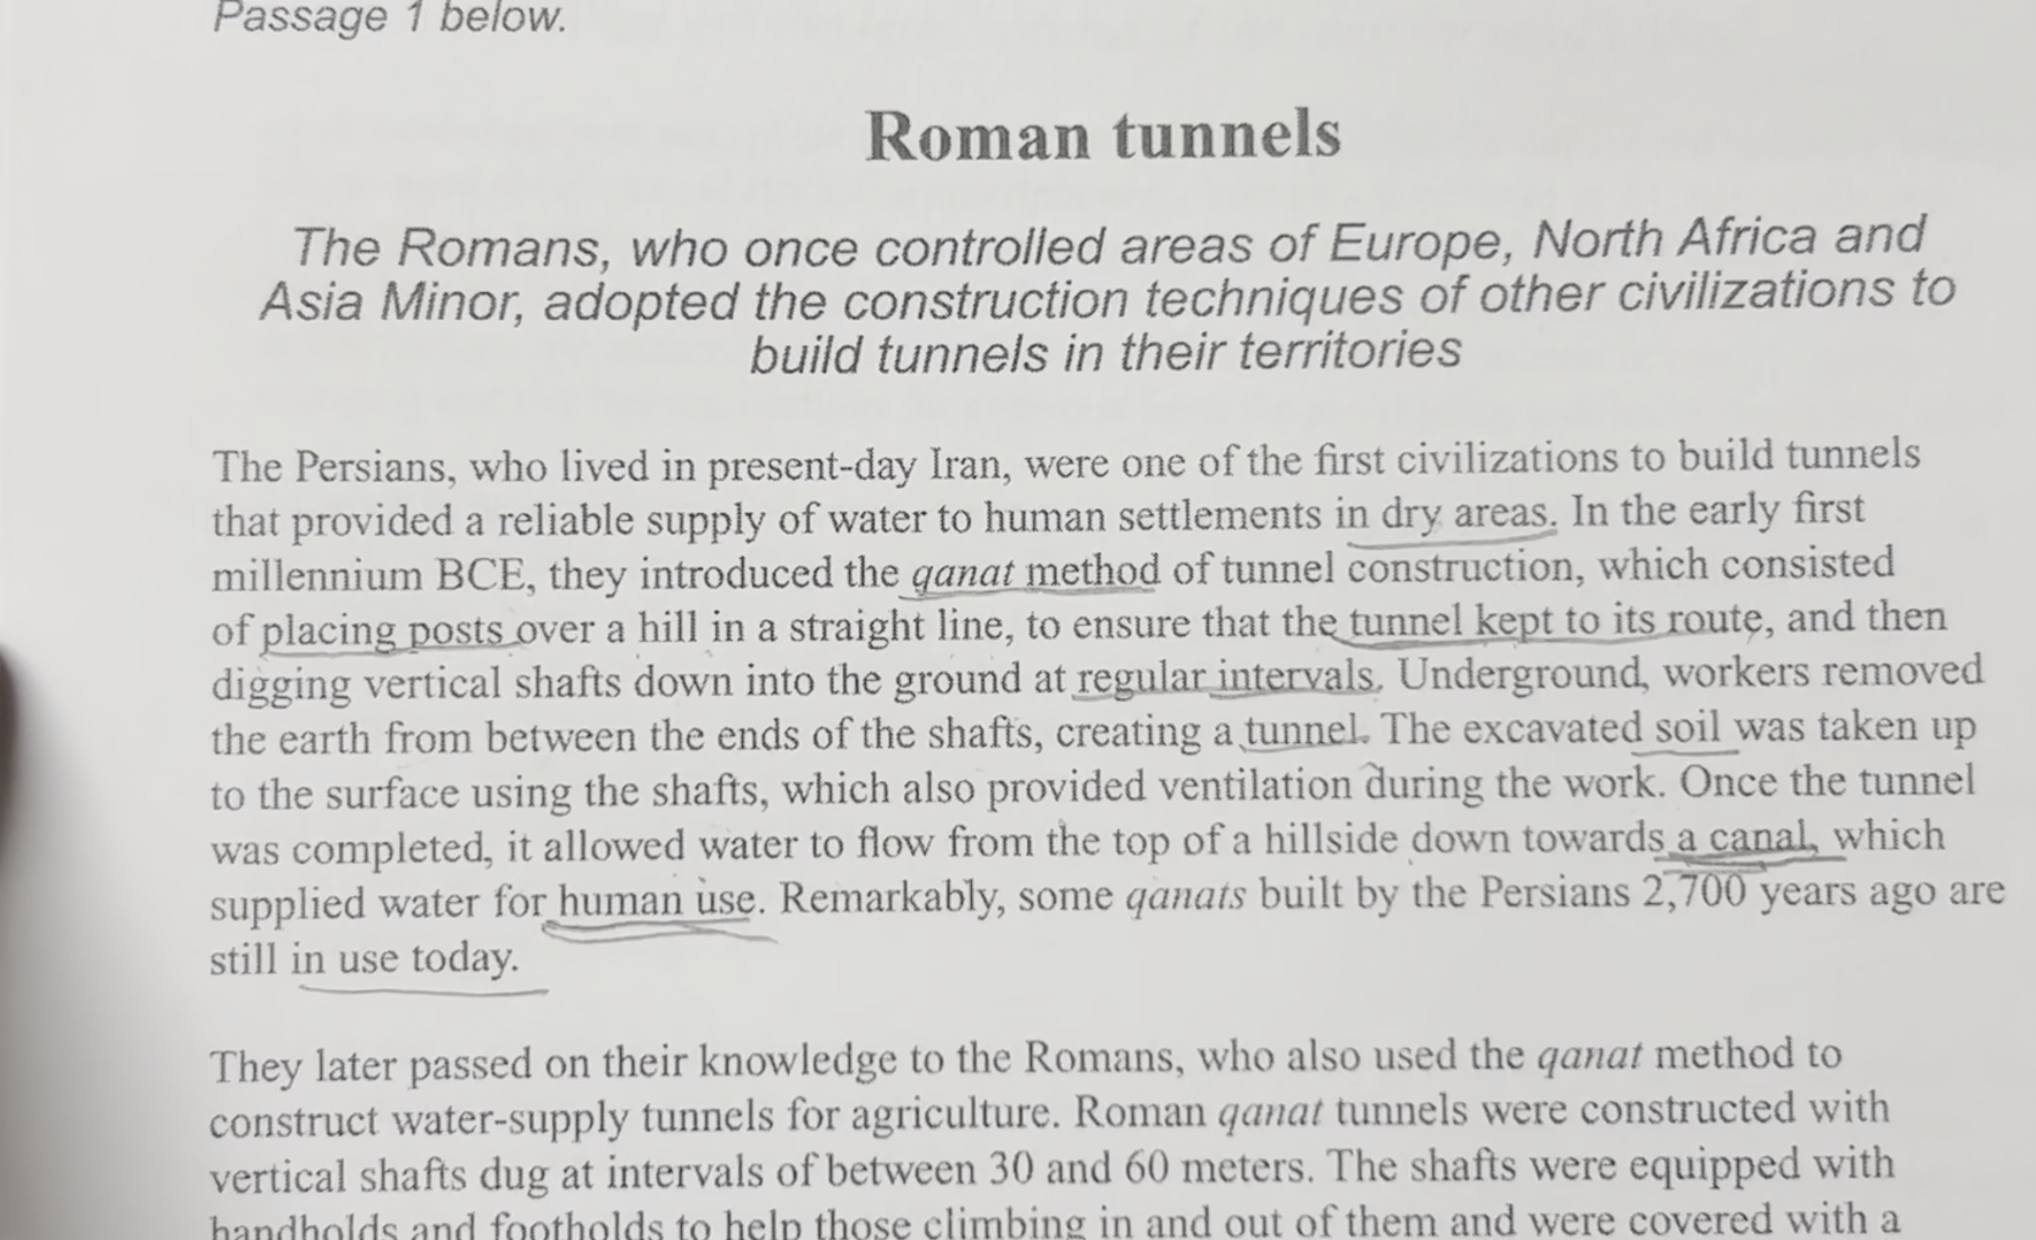 Passage 1 below.
Roman tunnels
The Romans, who once controlled areas of Europe, North Africa and
Asia Minor, adopted the construction techniques of other civilizations to
build tunnels in their territories
The Persians, who lived in present-day Iran, were one of the first civilizations to build tunnels
that provided a reliable supply of water to human settlements in dry areas. In the early first
millennium BCE, they introduced the qanat method of tunnel construction, which consisted
of placing posts over a hill in a straight line, to ensure that the tunnel kept to its route, and then
digging vertical shafts down into the ground at regular intervals. Underground, workers removed
the earth from between the ends of the shafts, creating a tunnel. The excavated soil was taken up
to the surface using the shafts, which also provided ventilation during the work. Once the tunnel
was completed, it allowed water to flow from the top of a hillside down towards a canal, which
supplied water for human use. Remarkably, some qanats built by the Persians 2,700 years ago are
still in use today.
They later passed on their knowledge to the Romans, who also used the qanat method to
construct water-supply tunnels for agriculture. Roman qanat tunnels were constructed with
vertical shafts dug at intervals of between 30 and 60 meters. The shafts were equipped with
handholds and footholds to help those climbing in and out of them and were covered with a